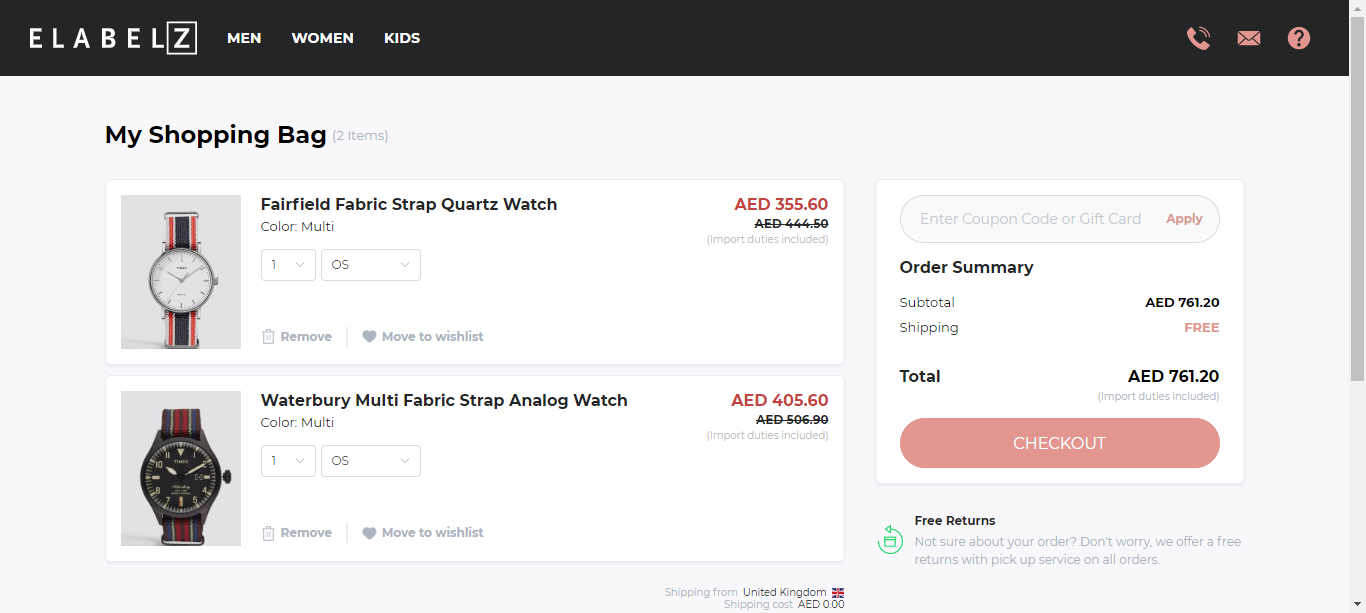 ELABELZ MEN WOMEN KIDS
My Shopping Bag (2 Items)
Fairfield Fabric Strap Quartz Watch
AED 355.60
Color: Multi
AED 444.50
(Import duties included)
1 OS
TIMEX
Remove Move to wishlist
Waterbury Multi Fabric Strap Analog Watch
AED 405.60
Color: Multi
AED 506.90
(Import duties included)
1 OS
TIMEX
Remove Move to wishlist
Shipping from United Kingdom
Shipping cost AED 0.00
Enter Coupon Code or Gift Card Apply
Order Summary
Subtotal AED 761.20
Shipping FREE
Total AED 761.20
(Import duties included)
CHECKOUT
Free Returns
Not sure about your order? Don't worry, we offer a free
returns with pick up service on all orders.